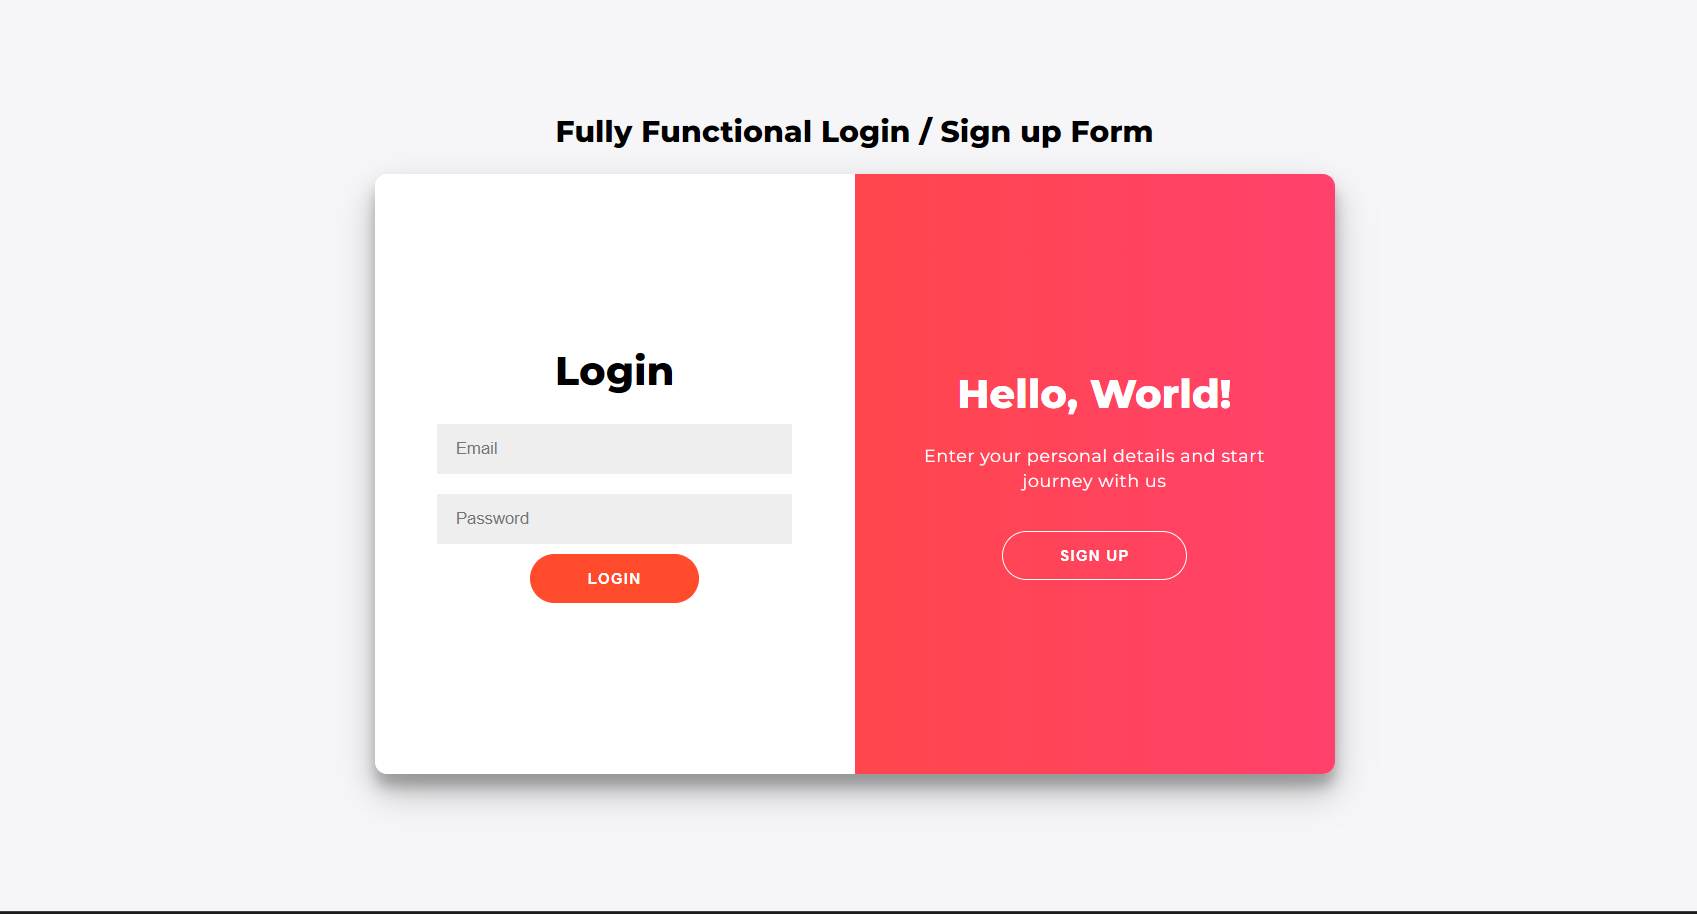 Fully Functional Login / Sign up Form
Login
Email
Password
LOGIN
Hello, World!
Enter your personal details and start
journey with us
SIGN UP